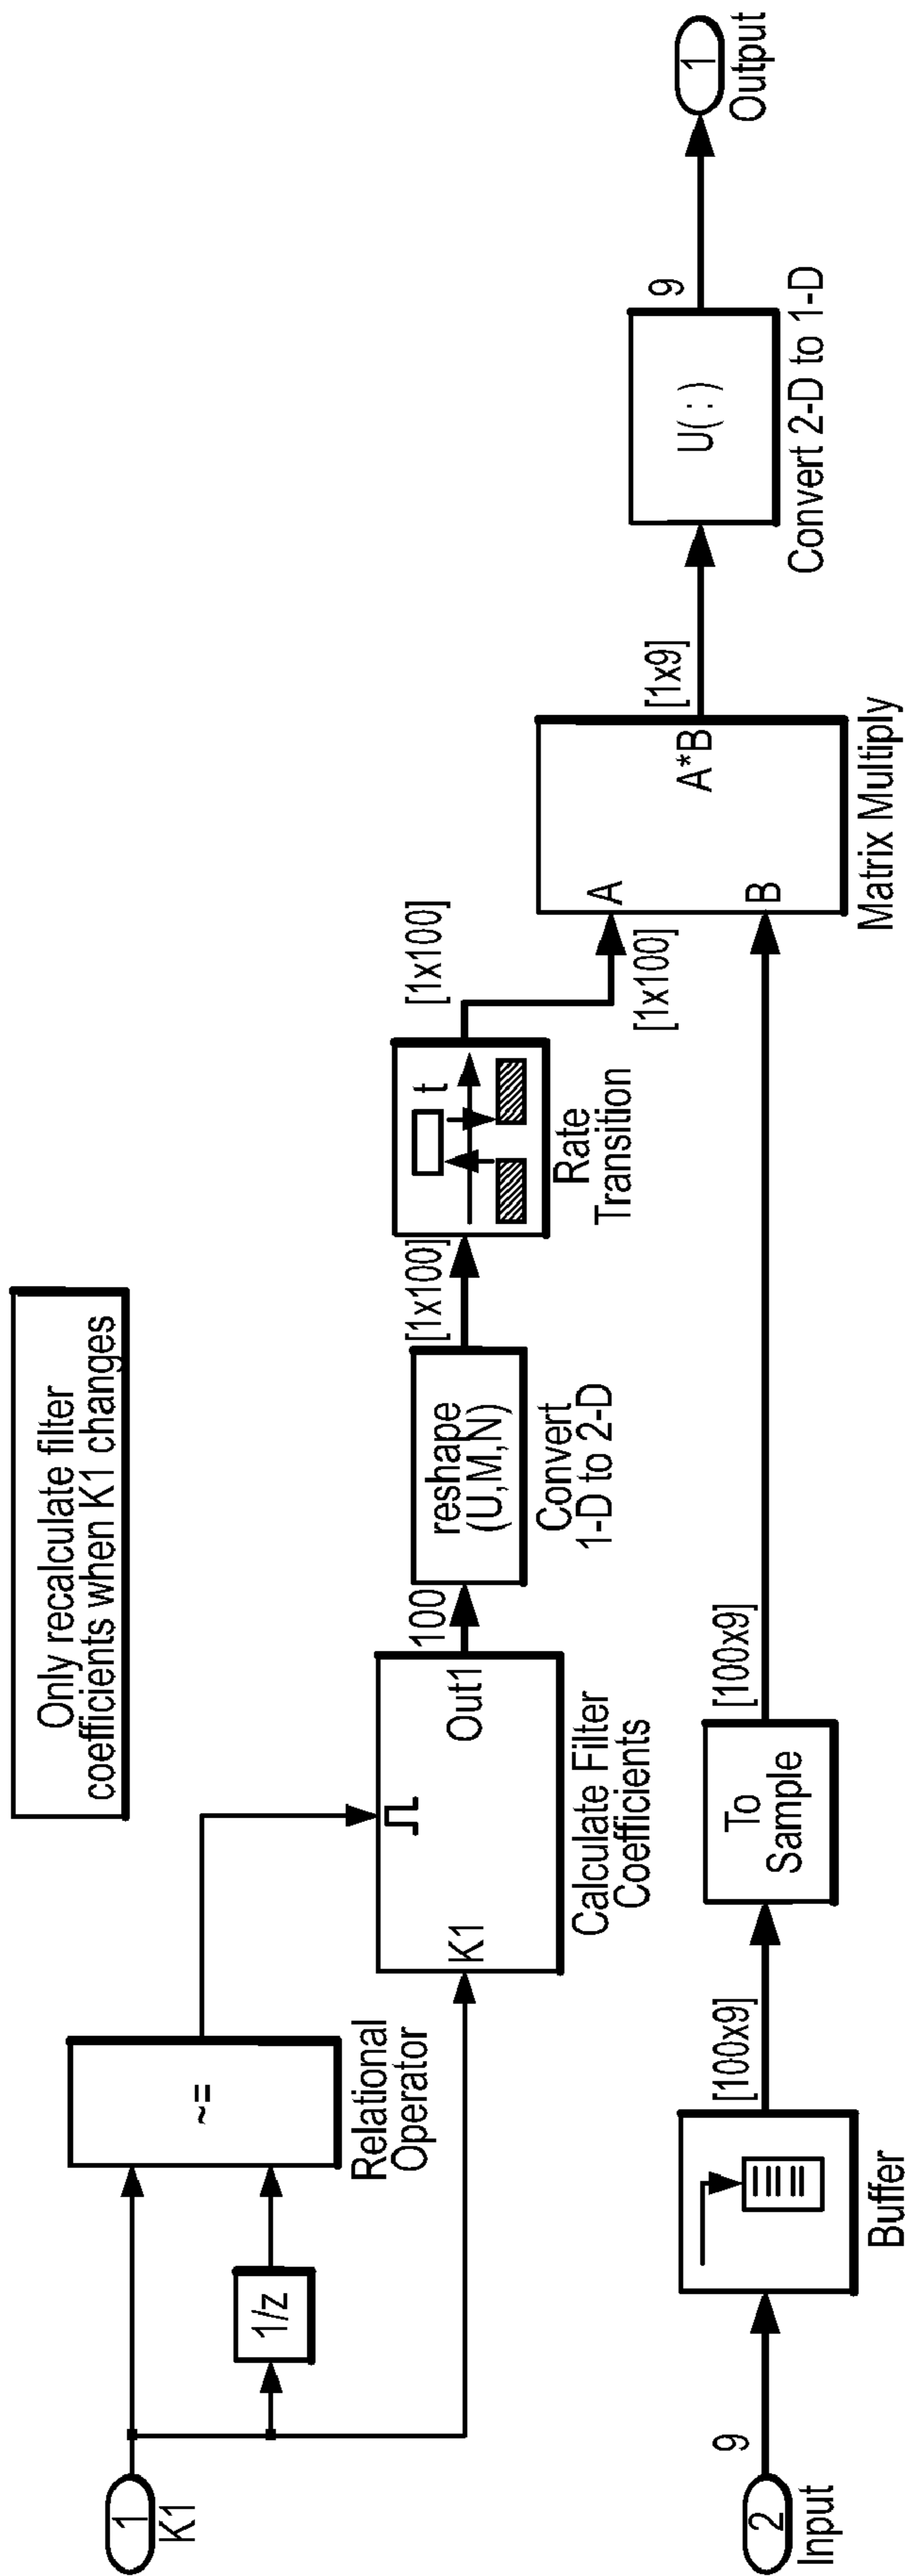 Only recalculate filter
coefficients when K1 changes
1
K1
1/z
~=
Relational
Operator
K1
Out1
Calculate Filter
Coefficients
100
reshape
(U,M,N)
Convert
1-D to 2-D
[1x100]
t
Rate
Transition
[1x100]
[1x100]
2
Input
9
Buffer
[100x9]
To
Sample
[100x9]
A
B
A*B
Matrix Multiply
[1x9]
U( : )
Convert 2-D to 1-D
9
1
Output